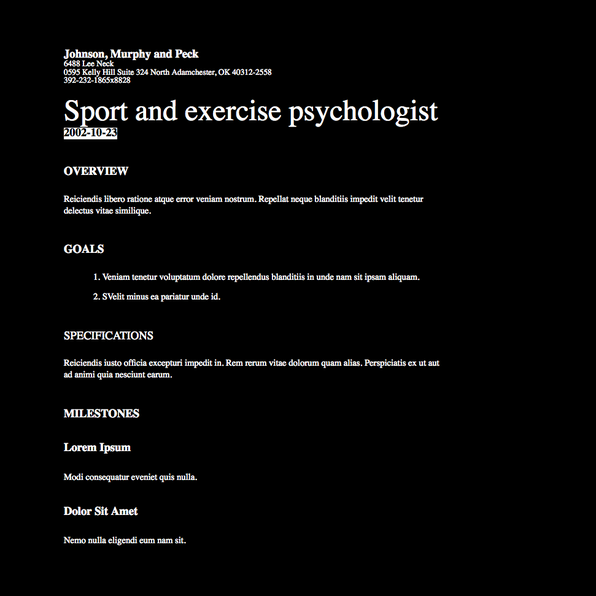 Johnson, Murphy and Peck
6488 Lee Neck
0595 Kelly Hill Suite 324 North Adamchester, OK 40312-2558
392-232-1865x8828
Sport and exercise psychologist
2002-10-23
OVERVIEW
Reiciendis libero ratione atque error veniam nostrum. Repellat neque blanditiis impedit velit tenetur
delectus vitae similique.
GOALS
1. Veniam tenetur voluptatum dolore repellendus blanditiis in unde nam sit ipsam aliquam.
2. SVelit minus ea pariatur unde id.
SPECIFICATIONS
Reiciendis iusto officia excepturi impedit in. Rem rerum vitae dolorum quam alias. Perspiciatis ex ut aut
ad animi quia nesciunt earum.
MILESTONES
Lorem Ipsum
Modi consequatur eveniet quis nulla.
Dolor Sit Amet
Nemo nulla eligendi eum nam sit.